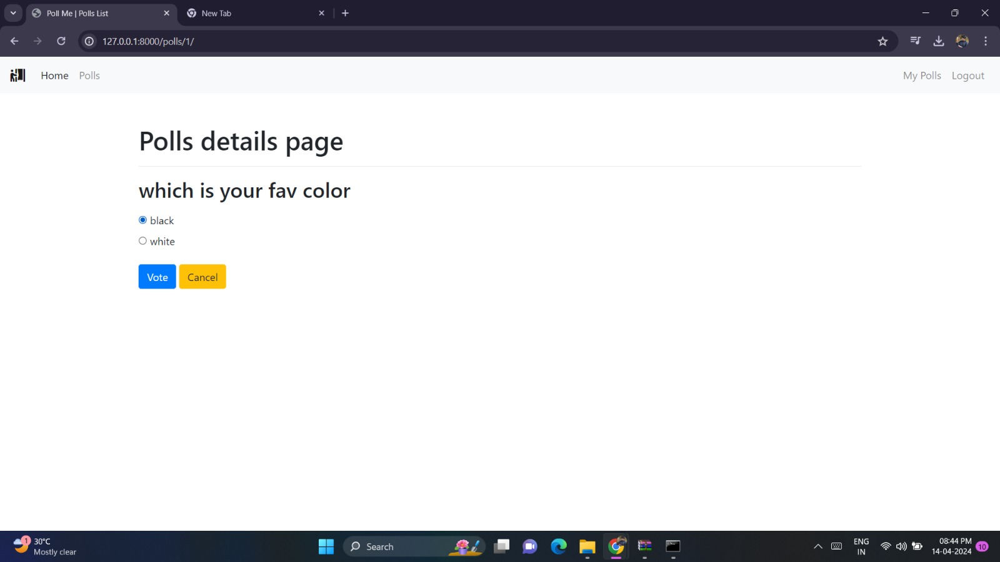 Poll Me | Polls List
New Tab
127.0.0.1:8000/polls/1/
Home Polls My Polls Logout
Polls details page
which is your fav color
black
white
Vote Cancel
1 30°C
Mostly clear
Search
ENG
IN
08:44 PM
14-04-2024
10